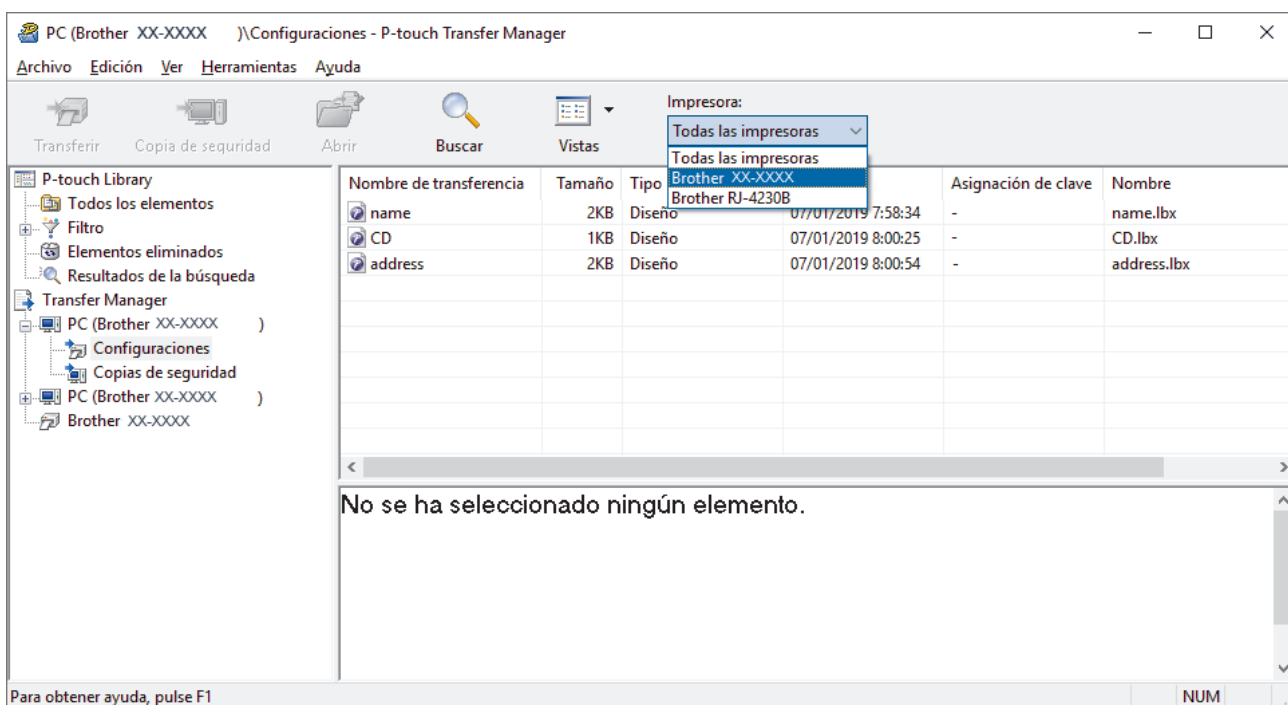 PC (Brother XX-XXXX )\Configuraciones - P-touch Transfer Manager
Archivo Edición Ver Herramientas Ayuda
Transferir Copia de seguridad Abrir Buscar Vistas
Impresora:
Todas las impresoras
Todas las impresoras
Brother XX-XXXX
Brother RJ-4230B
P-touch Library
Todos los elementos
Filtro
Elementos eliminados
Resultados de la búsqueda
Transfer Manager
PC (Brother XX-XXXX )
Configuraciones
Copias de seguridad
PC (Brother XX-XXXX )
Brother XX-XXXX
Nombre de transferencia Tamaño Tipo Asignación de clave Nombre
name 2KB Diseño 07/01/2019 7:58:34 - name.lbx
CD 1KB Diseño 07/01/2019 8:00:25 - CD.lbx
address 2KB Diseño 07/01/2019 8:00:54 - address.lbx
No se ha seleccionado ningún elemento.
Para obtener ayuda, pulse F1 NUM